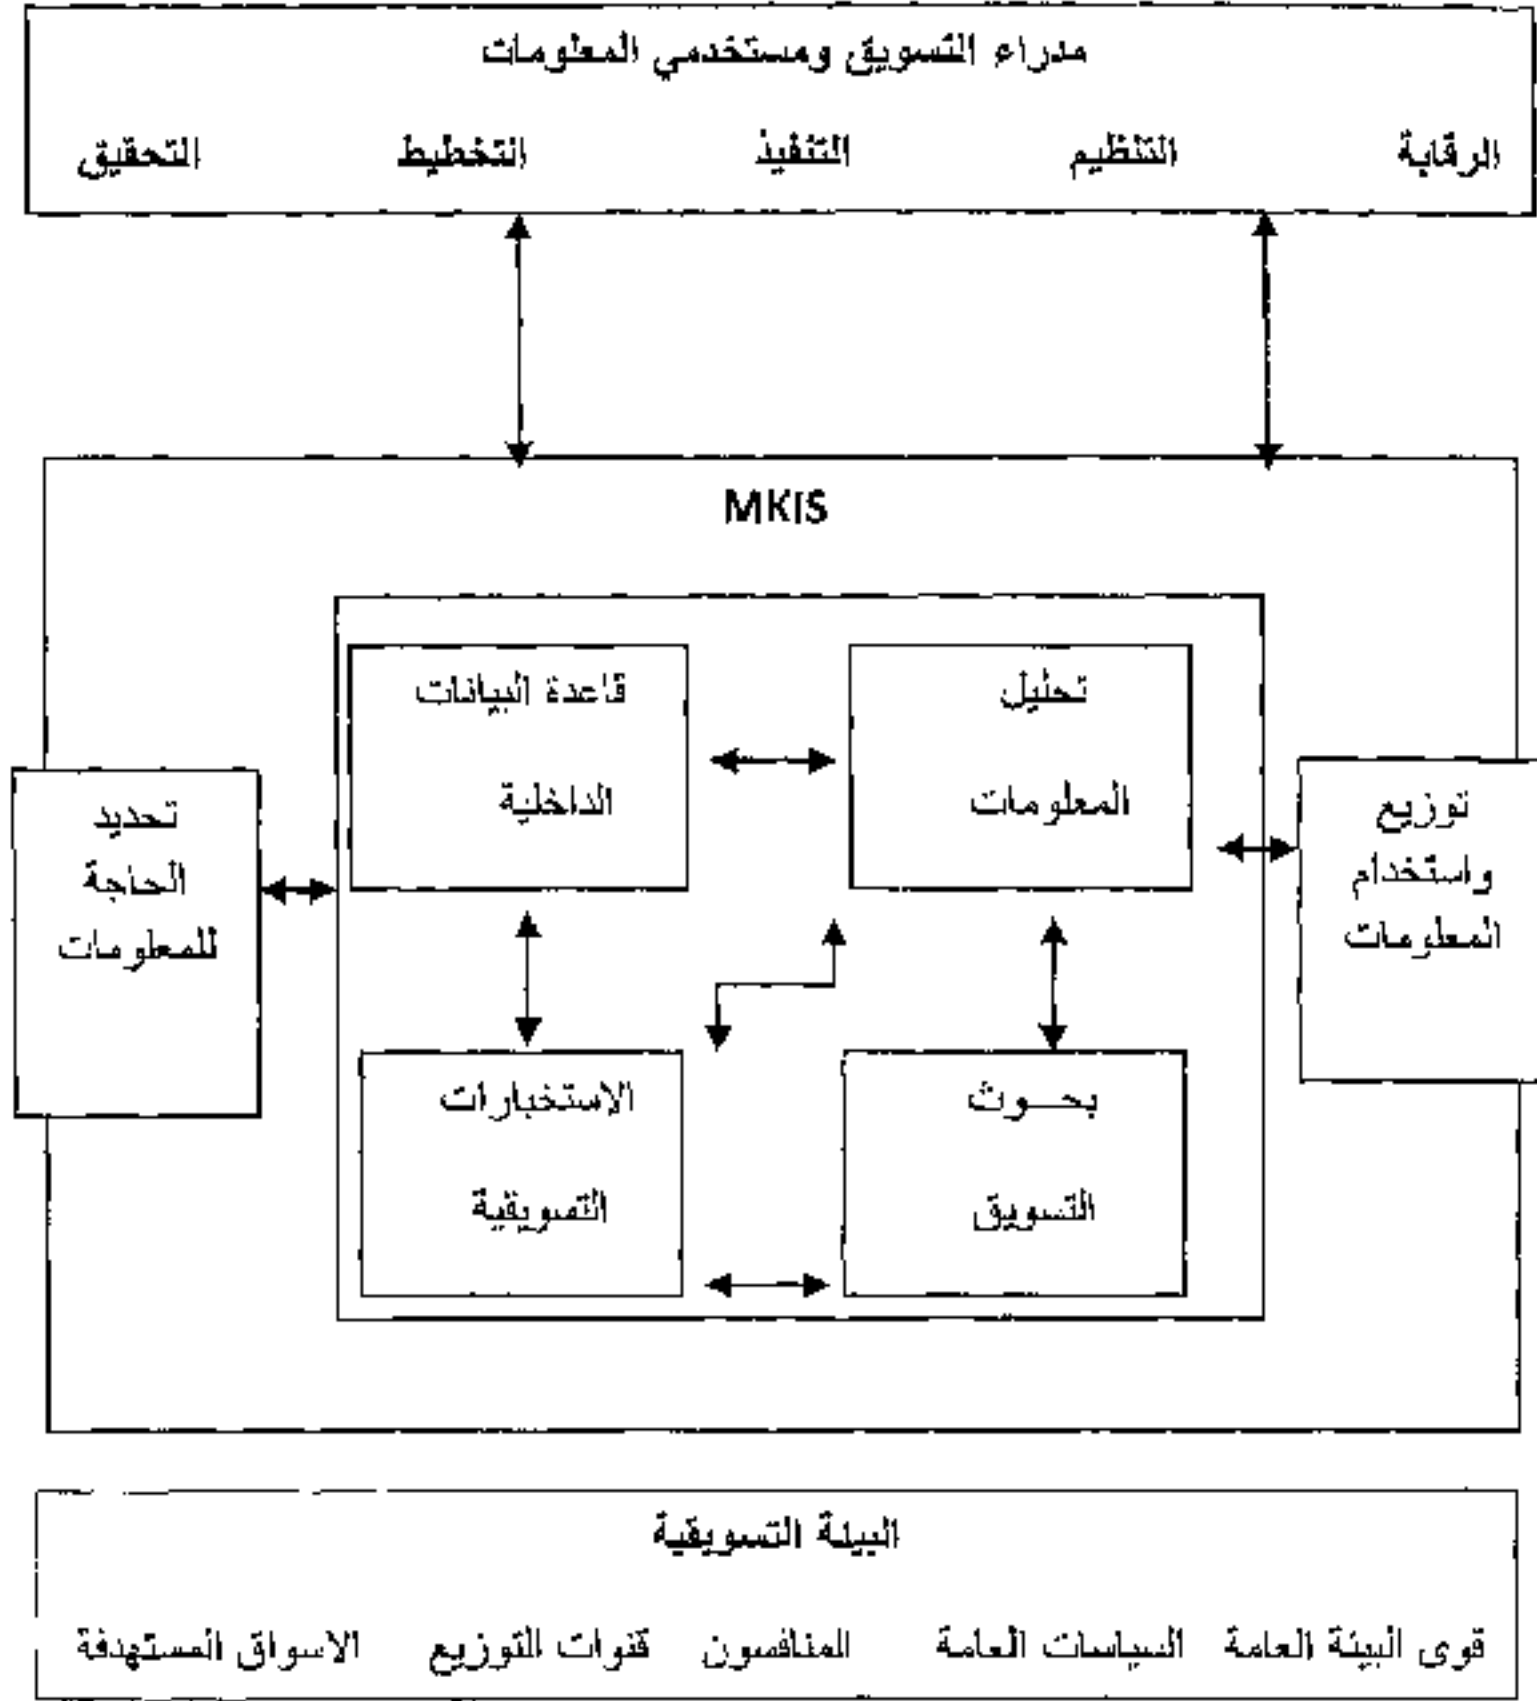 مدراء التسويق ومستخدمي المعلومات
الرقابة التنظيم التنفيذ التخطيط التحقيق
MKIS
تحليل
المعلومات
قاعدة البيانات
الداخلية
توزيع
واستخدام
المعلومات
تحديد
الحاجة
للمعلومات
بحوث
التسويق
الاستخبارات
التسويقية
البيئة التسويقية
قوى البيئة العامة السياسات العامة المنافسون قنوات التوزيع الاسواق المستهدفة